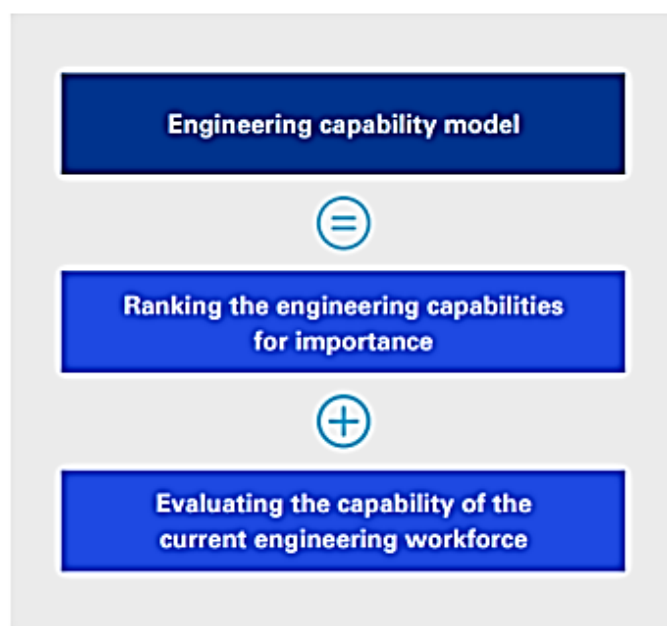 Engineering capability model
=
Ranking the engineering capabilities
for importance
+
Evaluating the capability of the
current engineering workforce